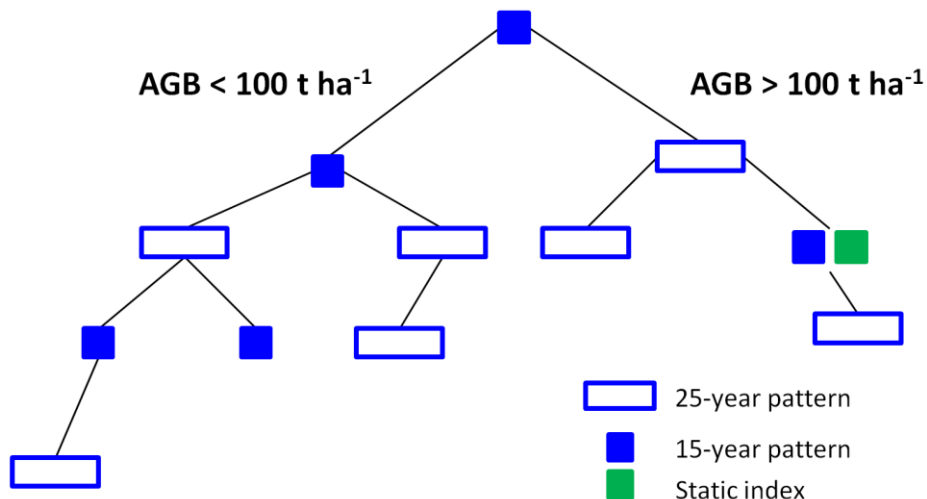 AGB < 100 t ha⁻¹
AGB > 100 t ha⁻¹
25-year pattern
15-year pattern
Static index